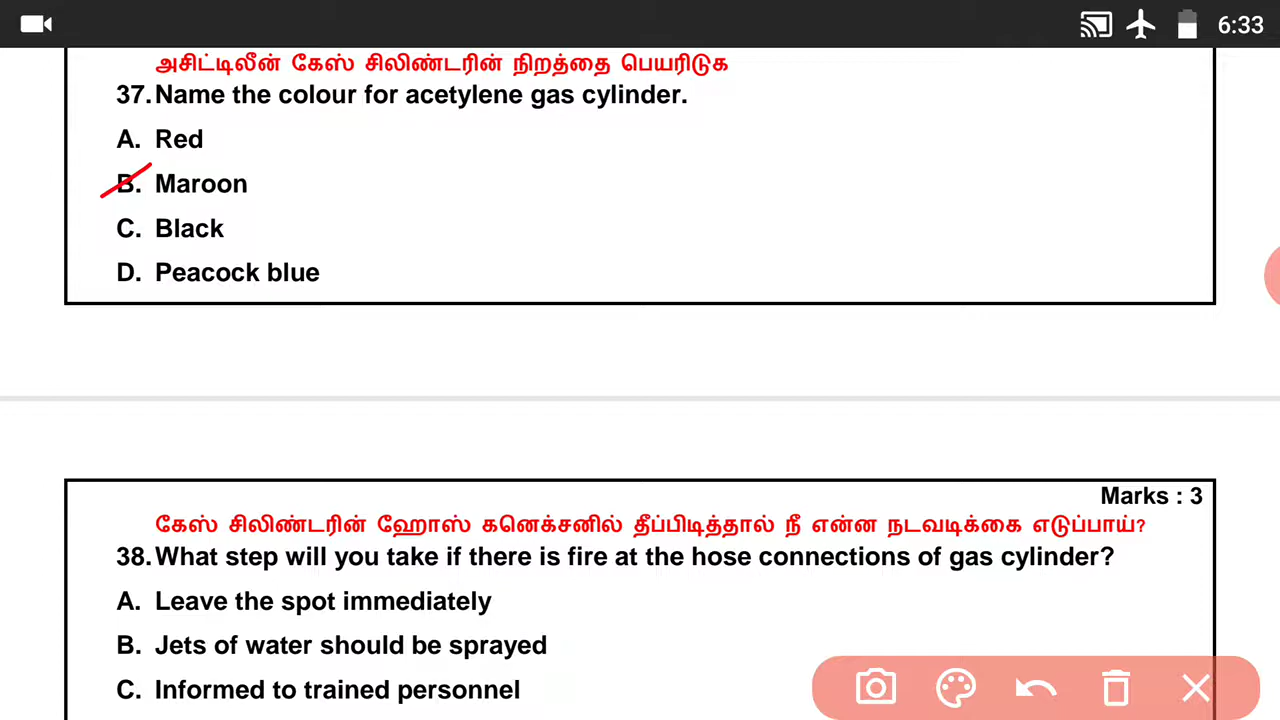 6:33
அசிட்டிலீன் கேஸ் சிலிண்டரின் நிறத்தை பெயரிடுக
37. Name the colour for acetylene gas cylinder.
A. Red
B. Maroon
C. Black
D. Peacock blue
Marks : 3
கேஸ் சிலிண்டரின் ஹோஸ் கனெக்சனில் தீப்பிடித்தால் நீ என்ன நடவடிக்கை எடுப்பாய்?
38. What step will you take if there is fire at the hose connections of gas cylinder?
A. Leave the spot immediately
B. Jets of water should be sprayed
C. Informed to trained personnel